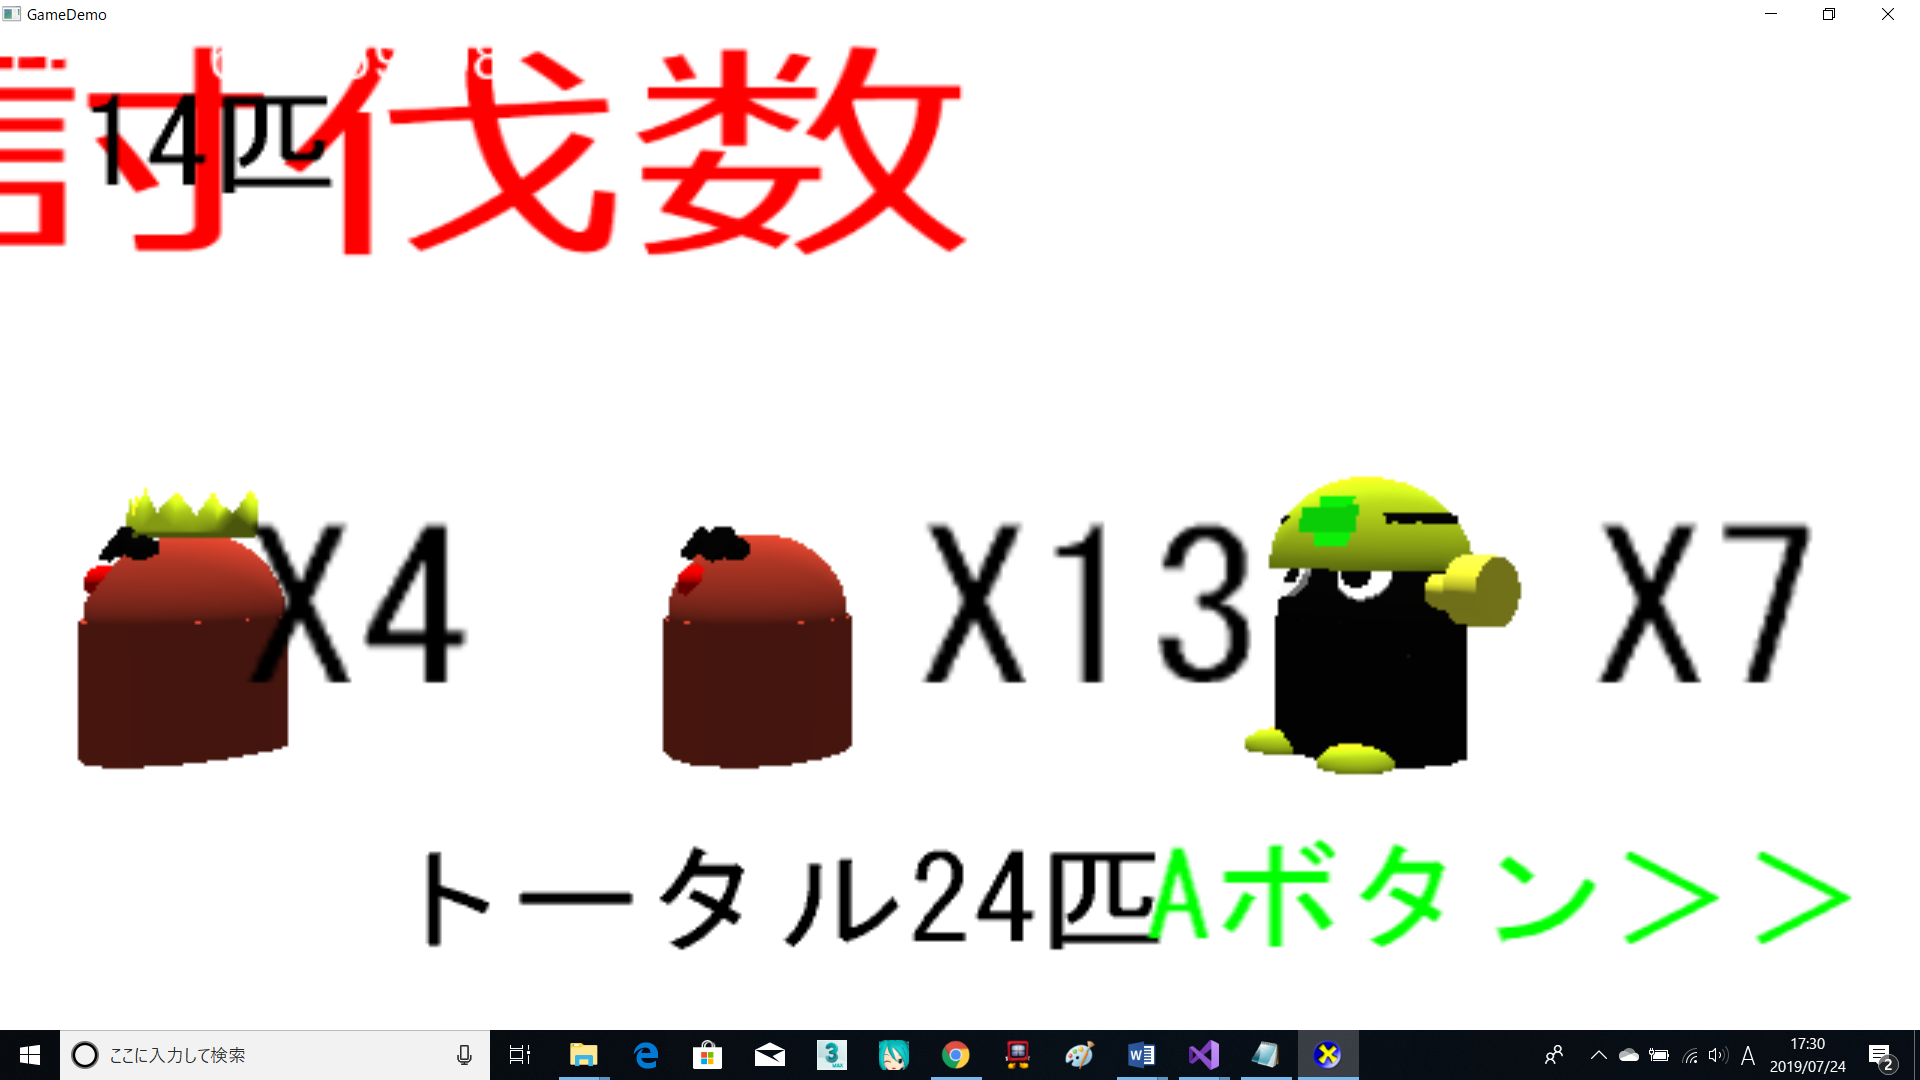 GameDemo
討伐数
14匹
X4
X13
X7
トータル24匹
Aボタン>>
ここに入力して検索
A
17:30
2019/07/24
2